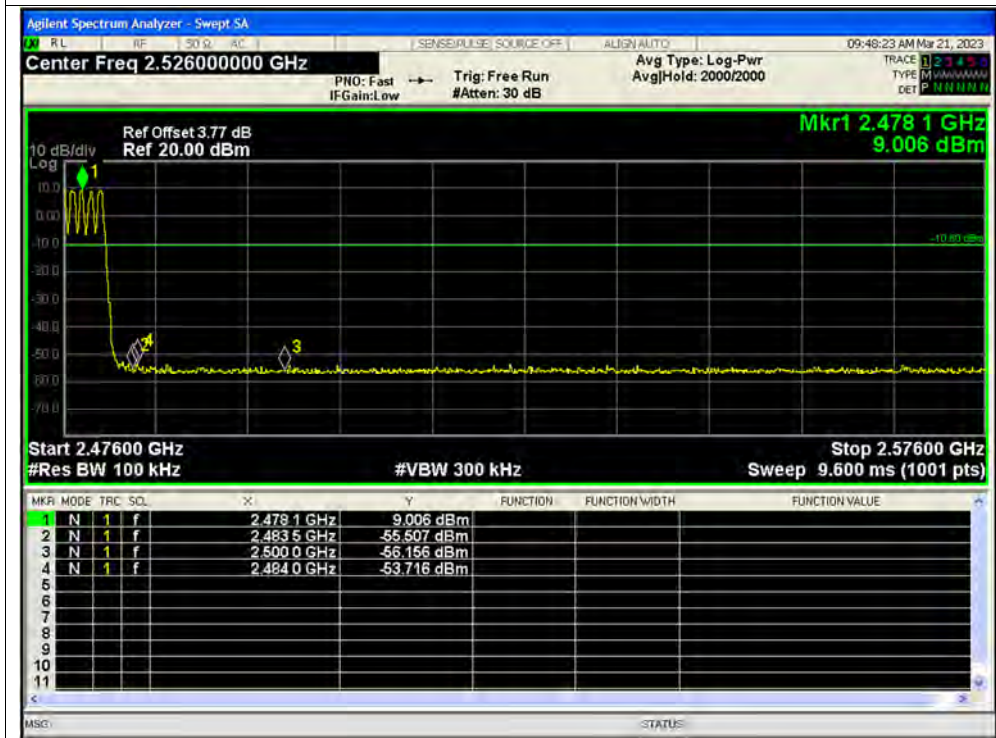 Agilent Spectrum Analyzer - Swept SA
RL RF 50 Ω AC SENSE:PULSE SOURCE OFF ALIGN AUTO 09:48:23 AM Mar 21, 2023
Center Freq 2.526000000 GHz
PNO: Fast
IFGain:Low
Trig: Free Run
#Atten: 30 dB
Avg Type: Log-Pwr
Avg|Hold: 2000/2000
TRACE 1 2 3 4 5 6
TYPE M
DET P N N N N N
Mkr1 2.478 1 GHz
9.006 dBm
Ref Offset 3.77 dB
10 dB/div Ref 20.00 dBm
Log
1
10.0
0.00
-10.0
-10.80 dBm
-20.0
-30.0
-40.0
-50.0
2 4 3
-60.0
-70.0
Start 2.47600 GHz Stop 2.57600 GHz
#Res BW 100 kHz #VBW 300 kHz Sweep 9.600 ms (1001 pts)
MKR MODE TRC SCL X Y FUNCTION FUNCTION WIDTH FUNCTION VALUE
1 N 1 f 2.478 1 GHz 9.006 dBm
2 N 1 f 2.483 5 GHz -55.507 dBm
3 N 1 f 2.500 0 GHz -56.156 dBm
4 N 1 f 2.484 0 GHz -53.716 dBm
5
6
7
8
9
10
11
MSG STATUS